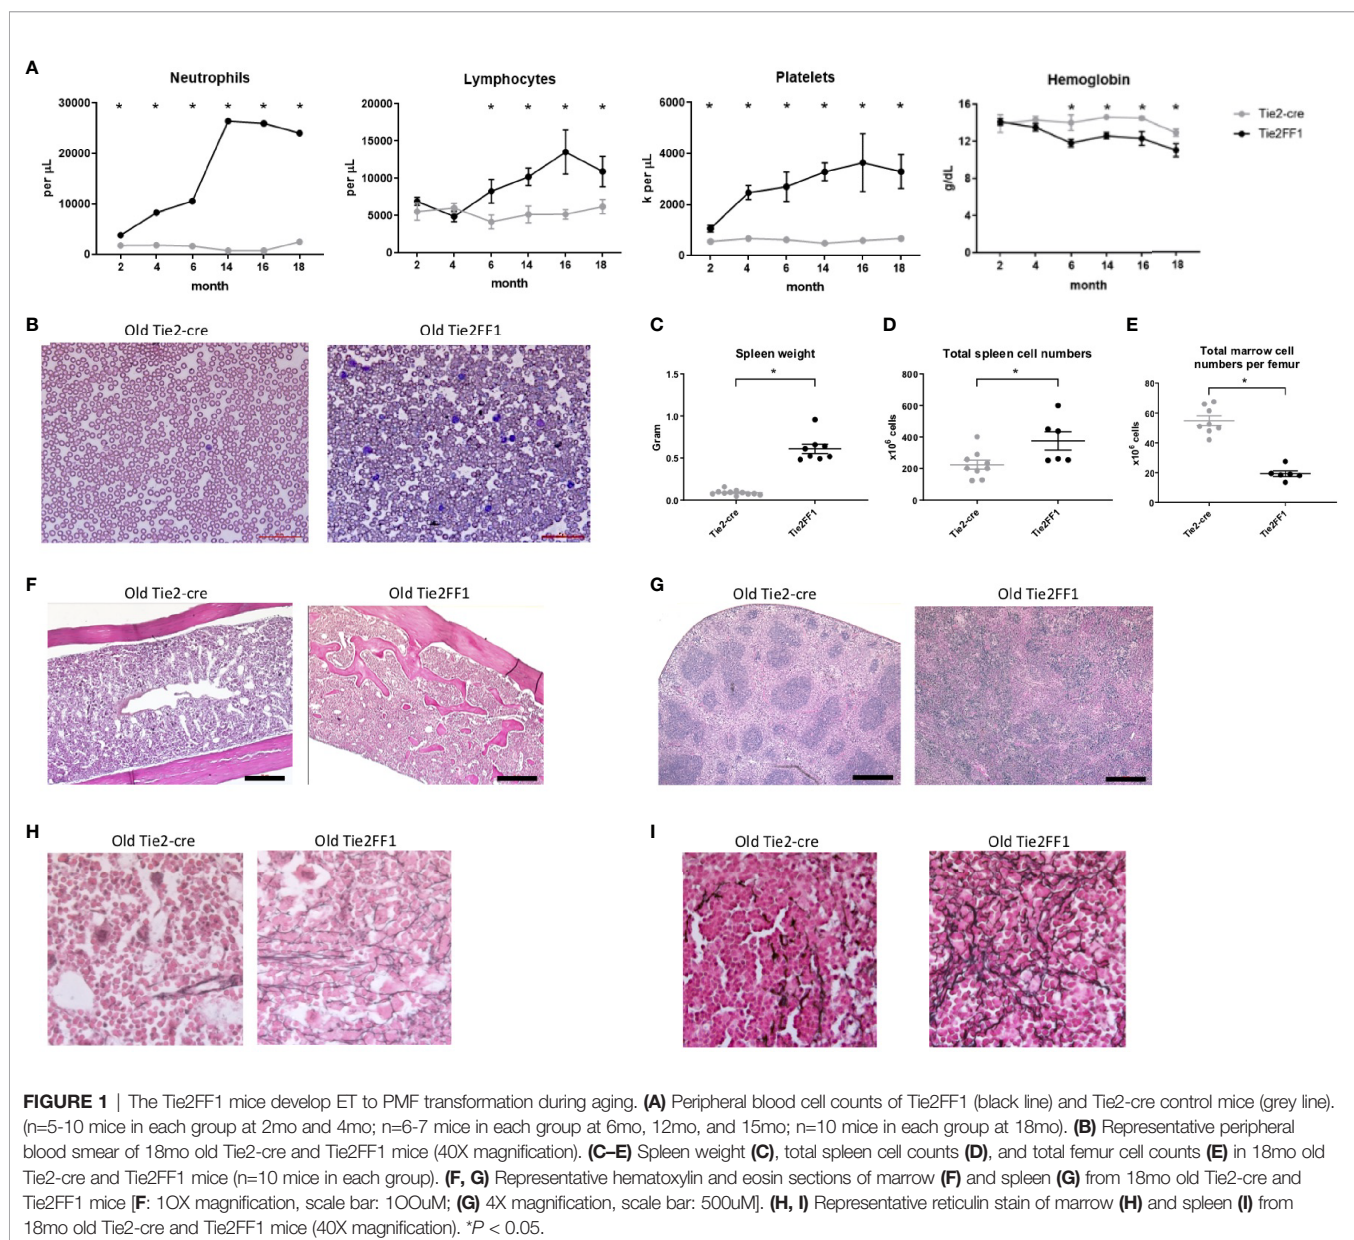 A
Neutrophils
30000
20000
10000
0
per µL
* * * * * *
2 4 6 14 16 18
month
Lymphocytes
20000
15000
10000
5000
0
per µL
* * * *
2 4 6 14 16 18
month
Platelets
6000
4000
2000
0
k per µL
* * * * * *
2 4 6 14 16 18
month
Hemoglobin
16
12
8
4
0
g/dL
* * * *
2 4 6 14 16 18
month
Tie2-cre
Tie2FF1
B
Old Tie2-cre
Old Tie2FF1
C
Spleen weight
*
1.5
1.0
0.5
0.0
Gram
Tie2-cre
Tie2FF1
D
Total spleen cell numbers
*
800
600
400
200
0
x10⁶ cells
Tie2-cre
Tie2FF1
E
Total marrow cell
numbers per femur
*
80
60
40
20
0
x10⁶ cells
Tie2-cre
Tie2FF1
F
Old Tie2-cre
Old Tie2FF1
G
Old Tie2-cre
Old Tie2FF1
H
Old Tie2-cre
Old Tie2FF1
I
Old Tie2-cre
Old Tie2FF1
FIGURE 1 | The Tie2FF1 mice develop ET to PMF transformation during aging. (A) Peripheral blood cell counts of Tie2FF1 (black line) and Tie2-cre control mice (grey line).
(n=5-10 mice in each group at 2mo and 4mo; n=6-7 mice in each group at 6mo, 12mo, and 15mo; n=10 mice in each group at 18mo). (B) Representative peripheral
blood smear of 18mo old Tie2-cre and Tie2FF1 mice (40X magnification). (C–E) Spleen weight (C), total spleen cell counts (D), and total femur cell counts (E) in 18mo old
Tie2-cre and Tie2FF1 mice (n=10 mice in each group). (F, G) Representative hematoxylin and eosin sections of marrow (F) and spleen (G) from 18mo old Tie2-cre and
Tie2FF1 mice [F: 10X magnification, scale bar: 100uM; (G) 4X magnification, scale bar: 500uM]. (H, I) Representative reticulin stain of marrow (H) and spleen (I) from
18mo old Tie2-cre and Tie2FF1 mice (40X magnification). *P < 0.05.